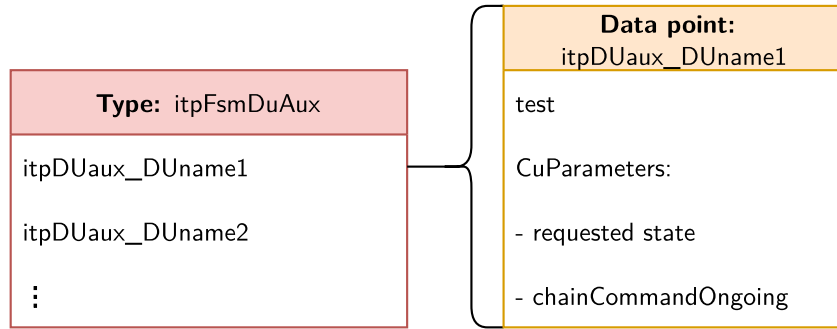 Type: itpFsmDuAux
itpDUaux_DUname1
itpDUaux_DUname2
⋮
Data point:
itpDUaux_DUname1
test
CuParameters:
- requested state
- chainCommandOngoing